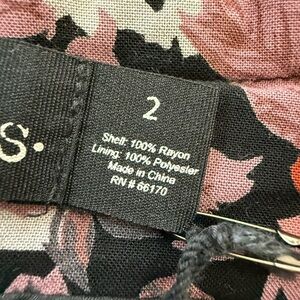 s.
2
Shell: 100% Rayon
Lining: 100% Polyester
Made in China
RN # 66170